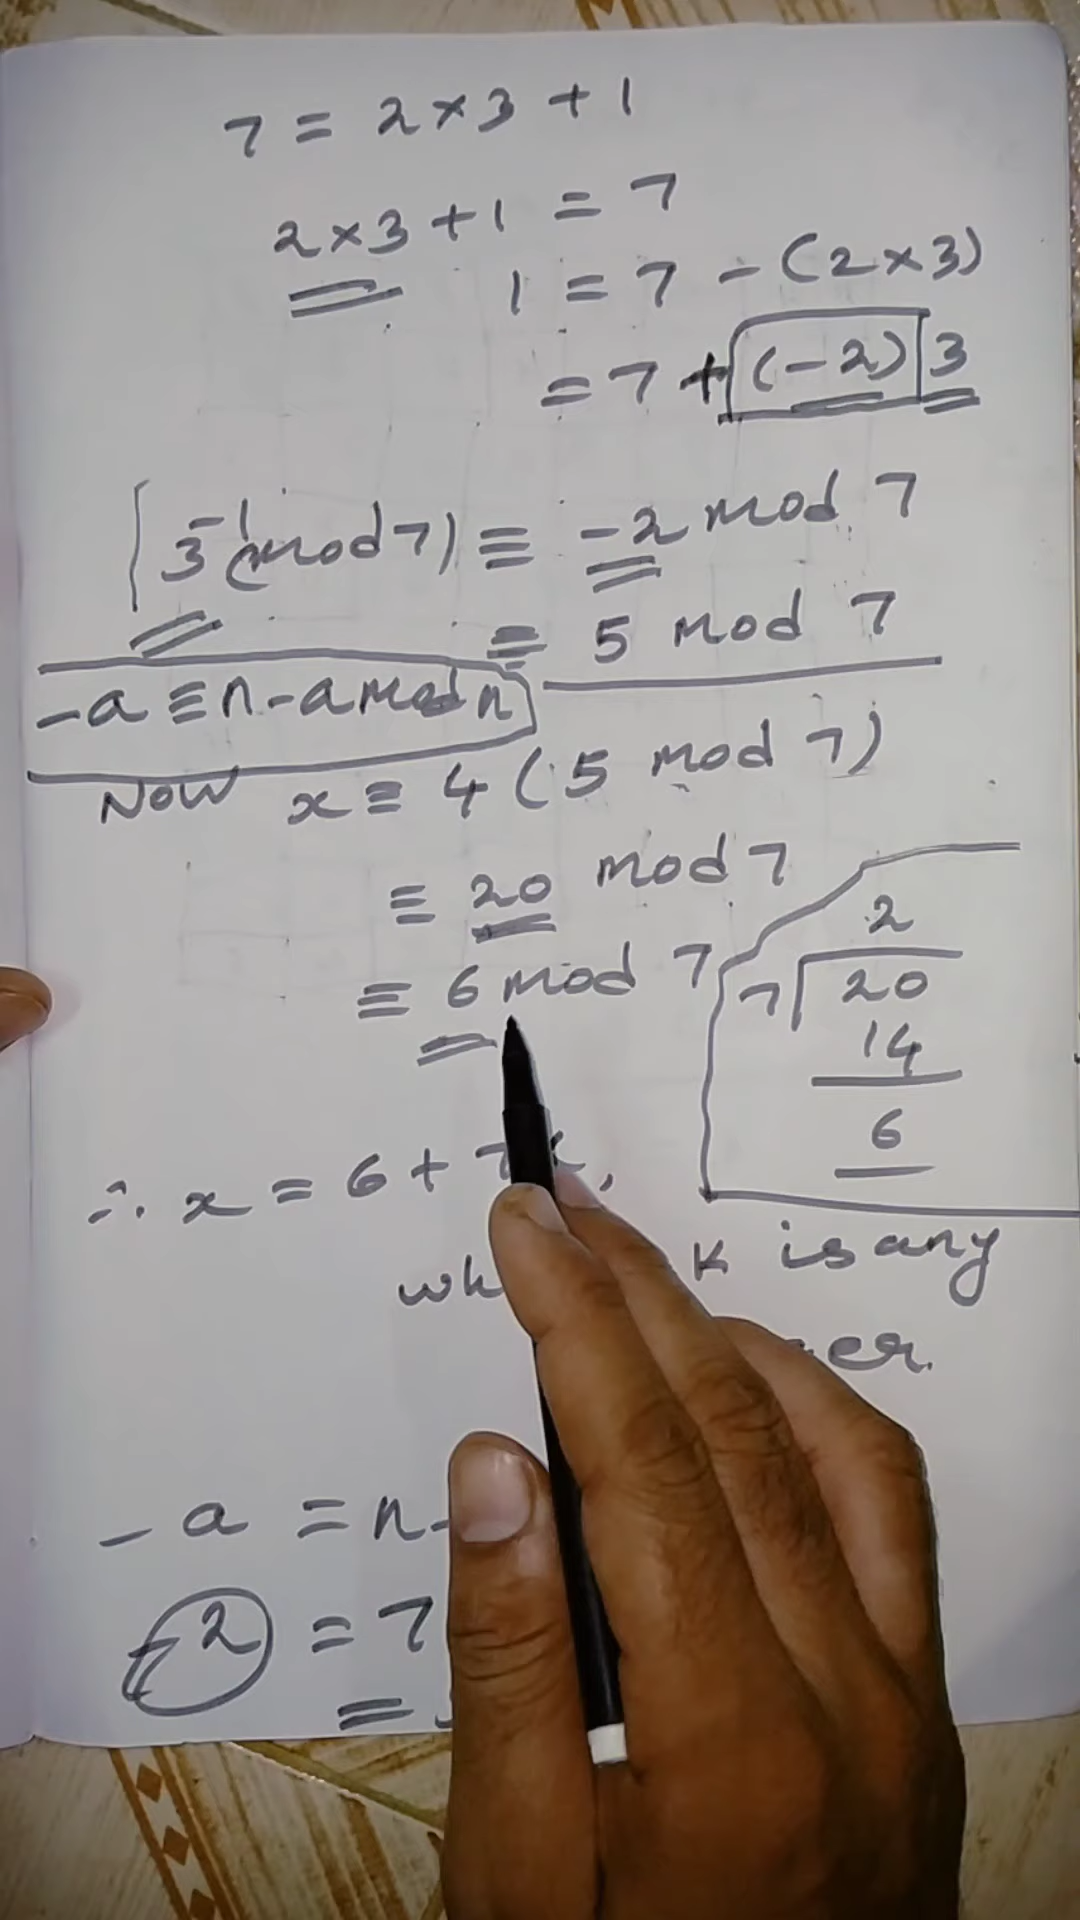 7 = 2 × 3 + 1
2 × 3 + 1 = 7
1 = 7 - (2 × 3)
= 7 + (-2) 3
3⁻¹ (mod 7) ≡ -2 mod 7
≡ 5 mod 7
-a ≡ n - a mod n
Now x ≡ 4 ( 5 mod 7 )
≡ 20 mod 7
≡ 6 mod 7
2
7 20
14
6
∴ x = 6 + 7k,
k is any
- a = n -
- 2 = 7
=